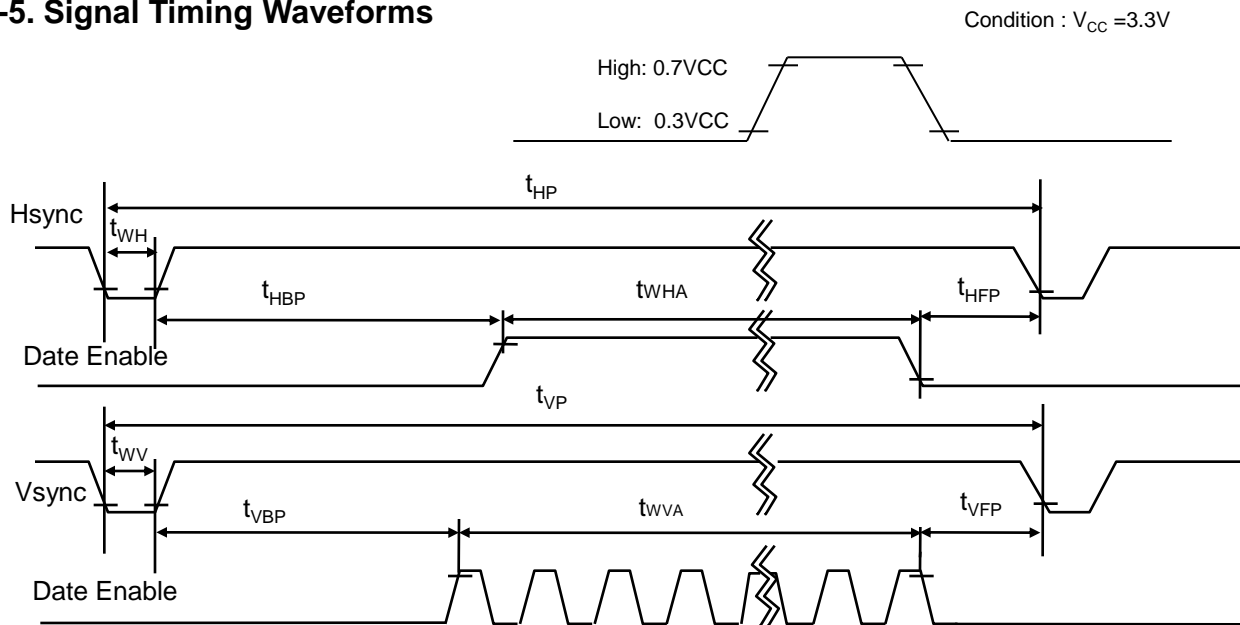 -5. Signal Timing Waveforms
Condition : VCC =3.3V
High: 0.7VCC
Low: 0.3VCC
tHP
Hsync
tWH
tHBP
tWHA
tHFP
Date Enable
tVP
tWV
Vsync
tVBP
tWVA
tVFP
Date Enable